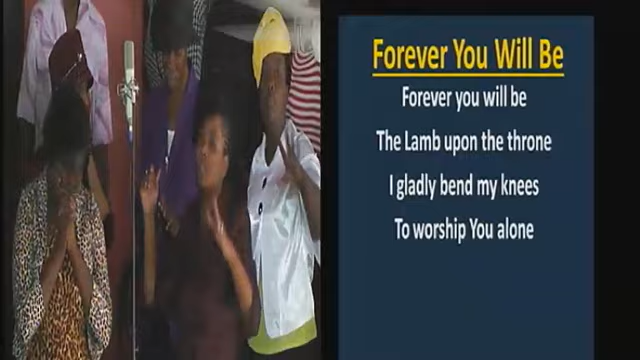 Forever You Will Be
Forever you will be
The Lamb upon the throne
I gladly bend my knees
To worship You alone